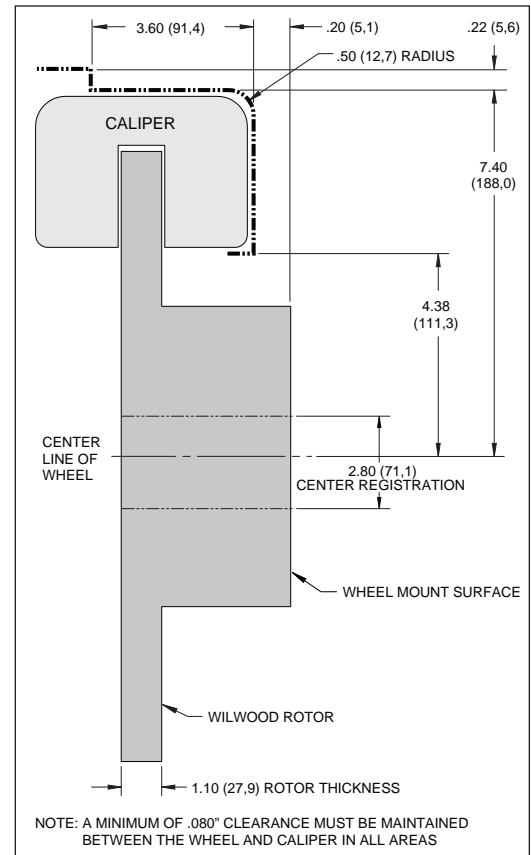 3.60 (91,4)
.20 (5,1)
.22 (5,6)
.50 (12,7) RADIUS
CALIPER
7.40
(188,0)
4.38
(111,3)
CENTER
LINE OF
WHEEL
2.80 (71,1)
CENTER REGISTRATION
WHEEL MOUNT SURFACE
WILWOOD ROTOR
1.10 (27,9) ROTOR THICKNESS
NOTE: A MINIMUM OF .080" CLEARANCE MUST BE MAINTAINED
BETWEEN THE WHEEL AND CALIPER IN ALL AREAS